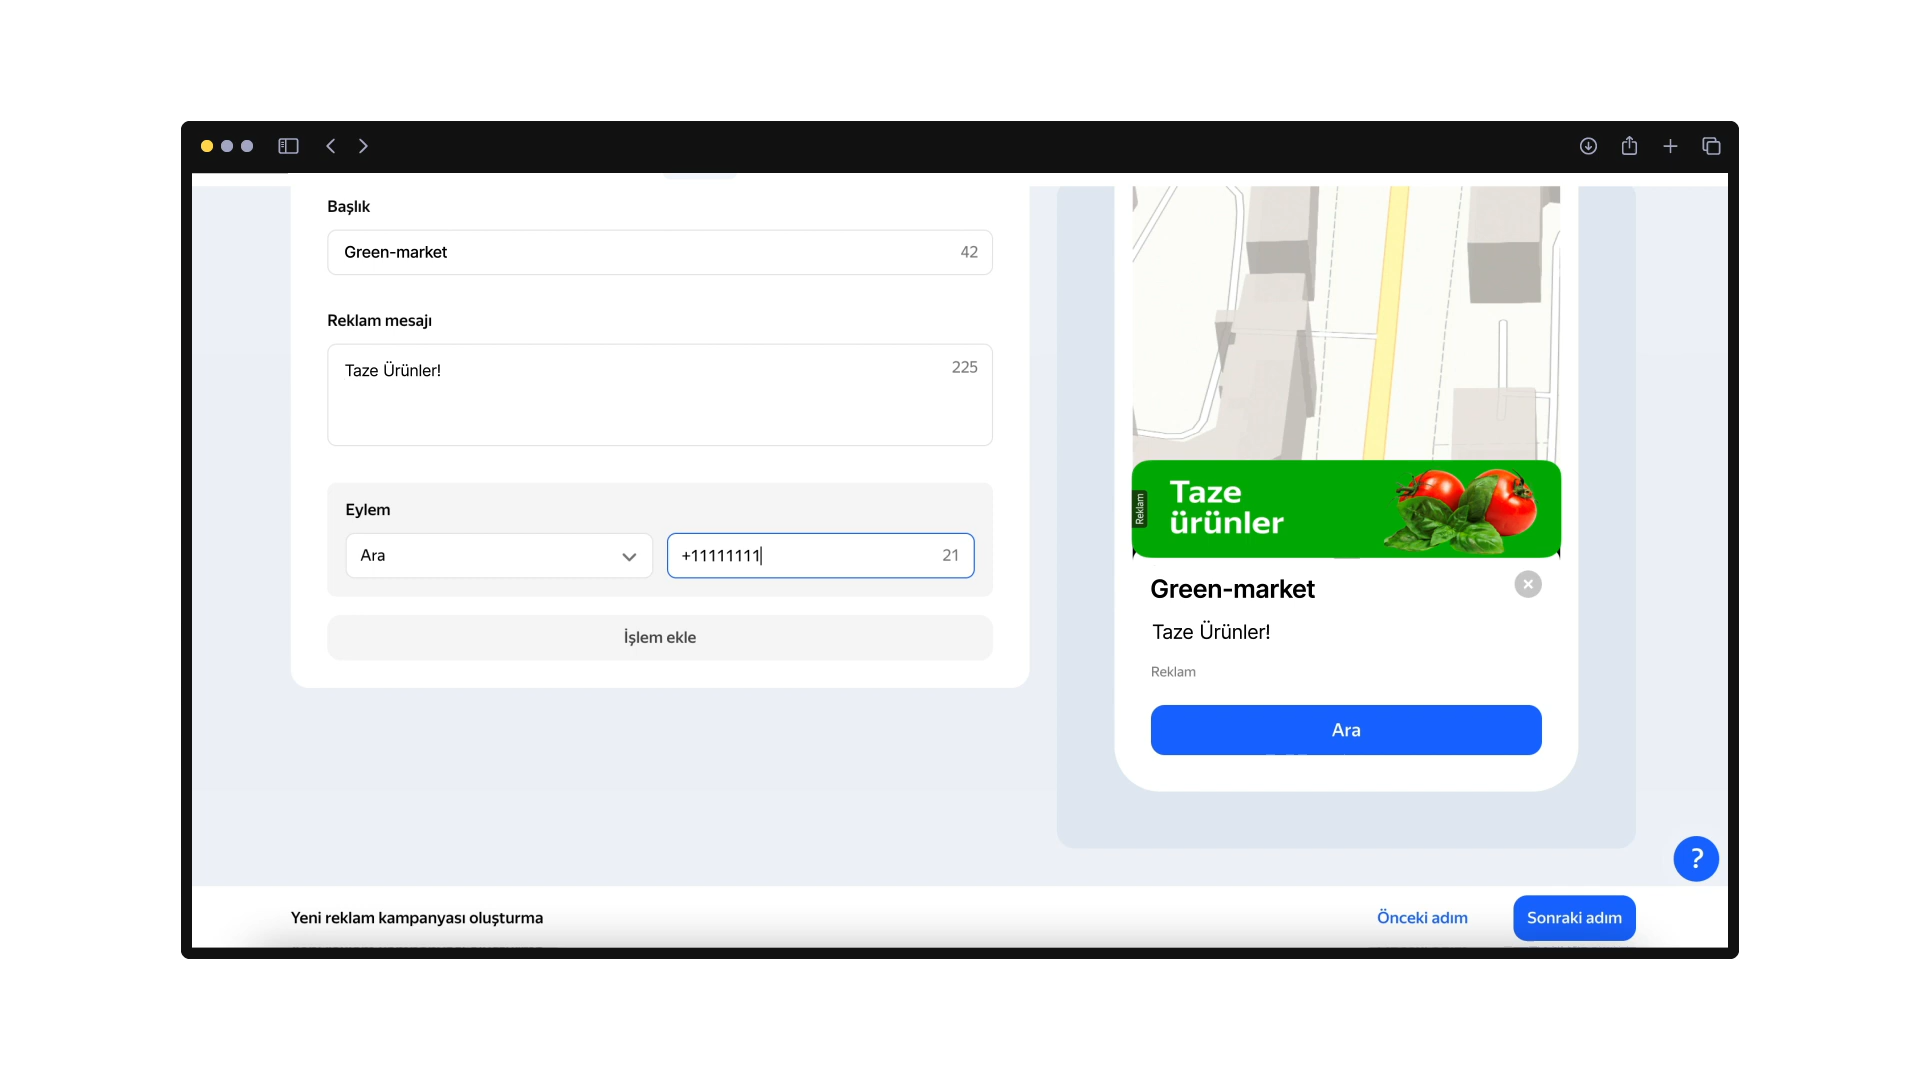 Başlık
Green-market 42
Reklam mesajı
Taze Ürünler! 225
Eylem
Ara
+11111111 21
İşlem ekle
Reklam
Taze
ürünler
Green-market
Taze Ürünler!
Reklam
Ara
?
Yeni reklam kampanyası oluşturma
Önceki adım
Sonraki adım